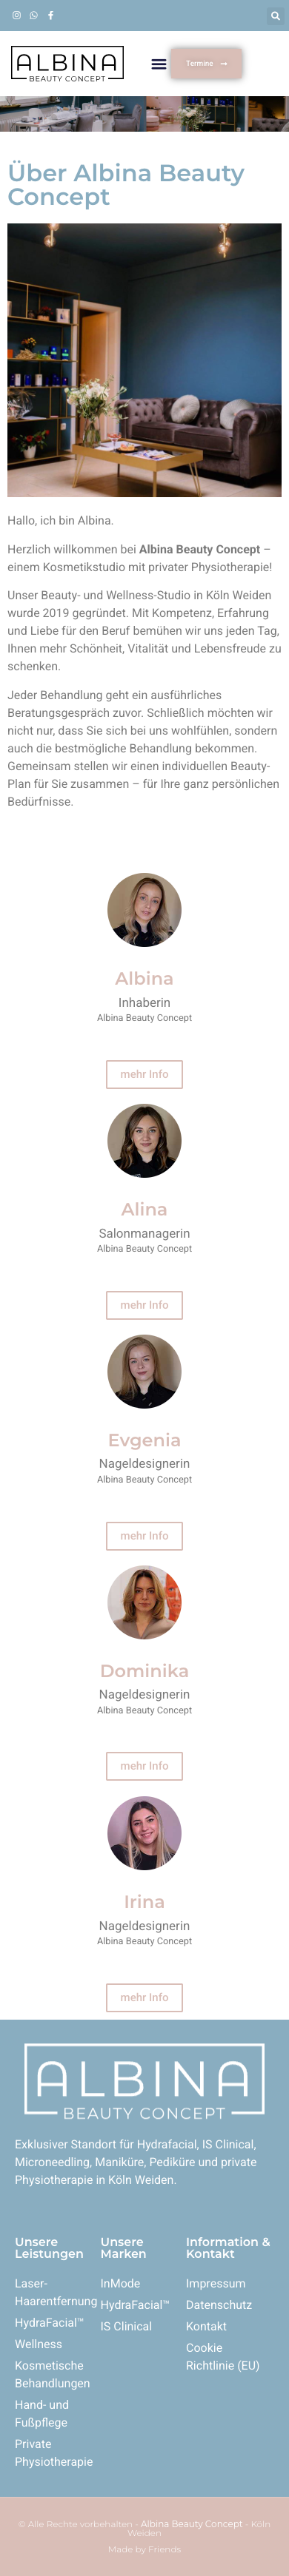 ALBINA
BEAUTY CONCEPT
Termine →
Über Albina Beauty
Concept
Hallo, ich bin Albina.
Herzlich willkommen bei Albina Beauty Concept –
einem Kosmetikstudio mit privater Physiotherapie!
Unser Beauty- und Wellness-Studio in Köln Weiden
wurde 2019 gegründet. Mit Kompetenz, Erfahrung
und Liebe für den Beruf bemühen wir uns jeden Tag,
Ihnen mehr Schönheit, Vitalität und Lebensfreude zu
schenken.
Jeder Behandlung geht ein ausführliches
Beratungsgespräch zuvor. Schließlich möchten wir
nicht nur, dass Sie sich bei uns wohlfühlen, sondern
auch die bestmögliche Behandlung bekommen.
Gemeinsam stellen wir einen individuellen Beauty-
Plan für Sie zusammen – für Ihre ganz persönlichen
Bedürfnisse.
Albina
Inhaberin
Albina Beauty Concept
mehr Info
Alina
Salonmanagerin
Albina Beauty Concept
mehr Info
Evgenia
Nageldesignerin
Albina Beauty Concept
mehr Info
Dominika
Nageldesignerin
Albina Beauty Concept
mehr Info
Irina
Nageldesignerin
Albina Beauty Concept
mehr Info
ALBINA
BEAUTY CONCEPT
Exklusiver Standort für Hydrafacial, IS Clinical,
Microneedling, Maniküre, Pediküre und private
Physiotherapie in Köln Weiden.
Unsere
Leistungen
Laser-
Haarentfernung
HydraFacial™
Wellness
Kosmetische
Behandlungen
Hand- und
Fußpflege
Private
Physiotherapie
Unsere
Marken
InMode
HydraFacial™
IS Clinical
Information &
Kontakt
Impressum
Datenschutz
Kontakt
Cookie
Richtlinie (EU)
© Alle Rechte vorbehalten - Albina Beauty Concept - Köln
Weiden
Made by Friends